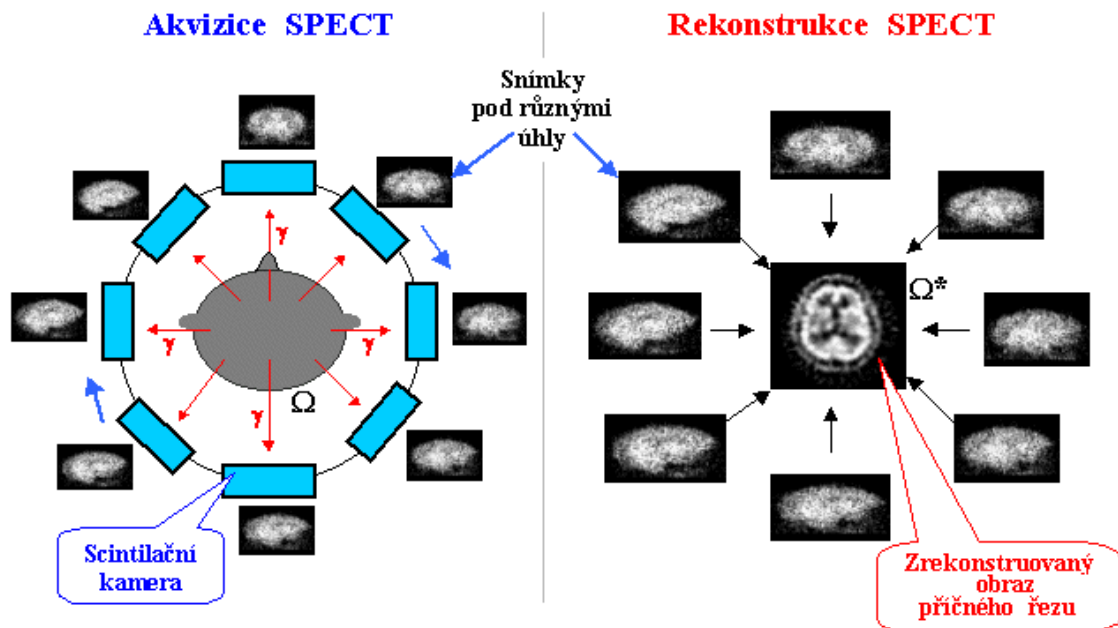 Akvizice SPECT
Rekonstrukce SPECT
Snímky
pod různými
úhly
γ
γ
γ
γ
Ω
Scintilační
kamera
Ω*
Zrekonstruovaný
obraz
příčného řezu